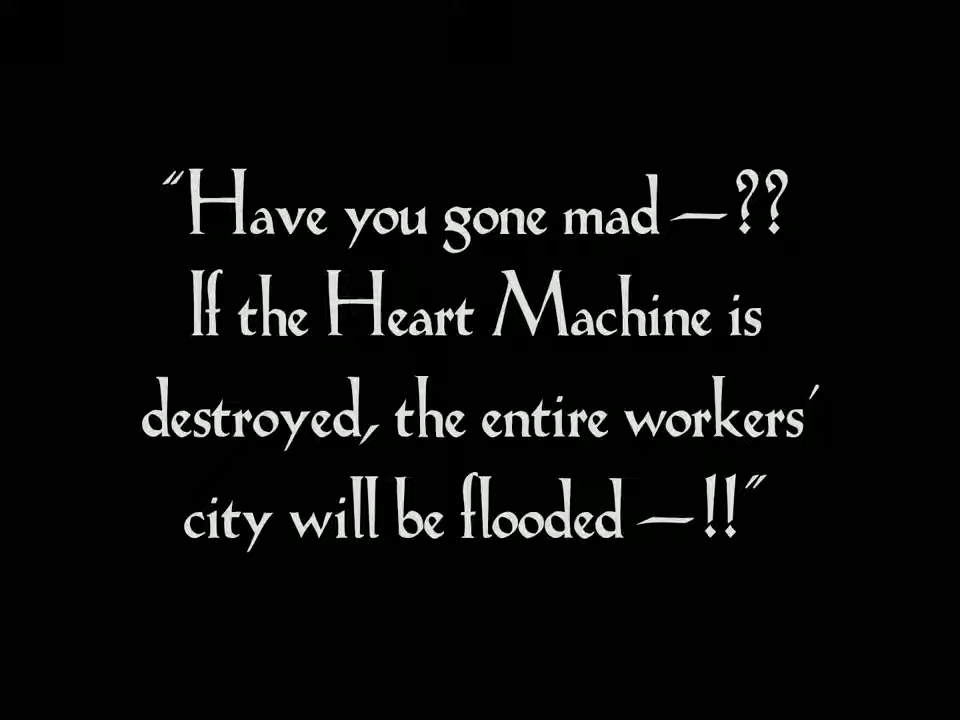 "Have you gone mad —??
If the Heart Machine is
destroyed, the entire workers'
city will be flooded —!!"